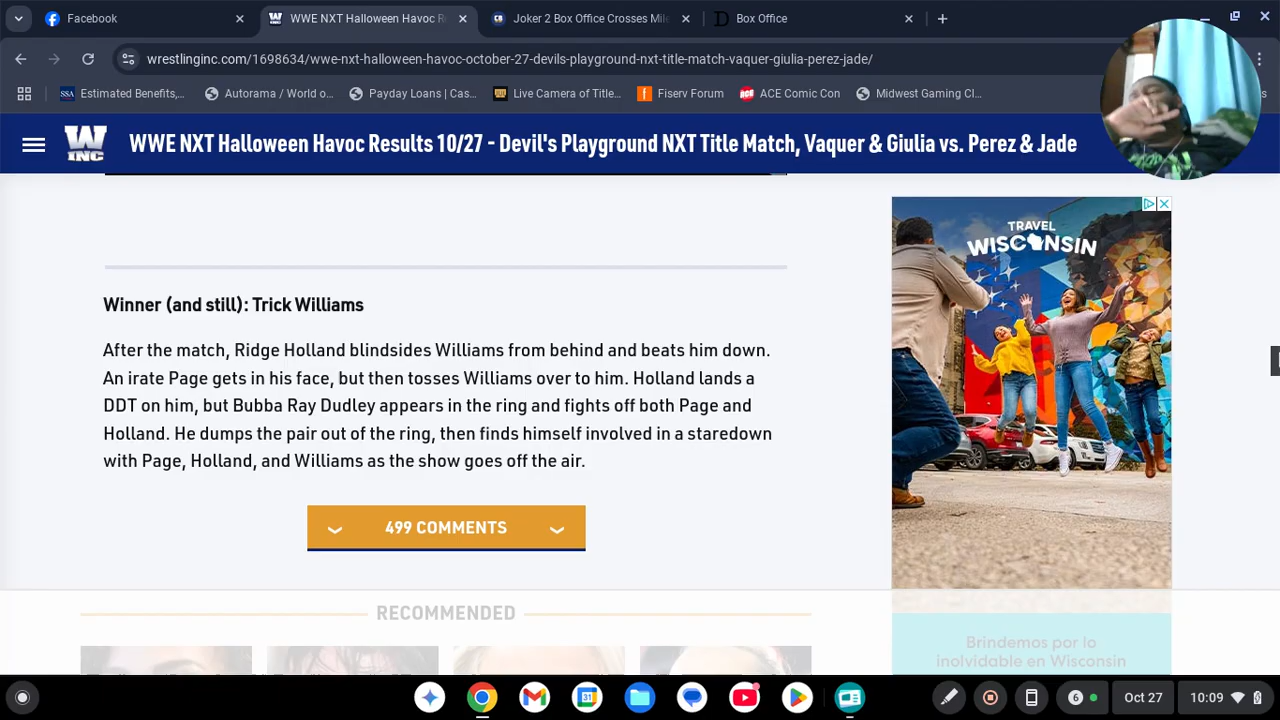 Facebook
WWE NXT Halloween Havoc R
Joker 2 Box Office Crosses Mile
Box Office
wrestlinginc.com/1698634/wwe-nxt-halloween-havoc-october-27-devils-playground-nxt-title-match-vaquer-giulia-perez-jade/
Estimated Benefits,...
Autorama / World o...
Payday Loans | Cas...
Live Camera of Title...
Fiserv Forum
ACE Comic Con
Midwest Gaming Cl...
W INC
WWE NXT Halloween Havoc Results 10/27 - Devil's Playground NXT Title Match, Vaquer & Giulia vs. Perez & Jade
TRAVEL
WISCONSIN
Winner (and still): Trick Williams
After the match, Ridge Holland blindsides Williams from behind and beats him down.
An irate Page gets in his face, but then tosses Williams over to him. Holland lands a
DDT on him, but Bubba Ray Dudley appears in the ring and fights off both Page and
Holland. He dumps the pair out of the ring, then finds himself involved in a staredown
with Page, Holland, and Williams as the show goes off the air.
499 COMMENTS
RECOMMENDED
Brindemos por lo
inolvidable en Wisconsin
6
Oct 27
10:09